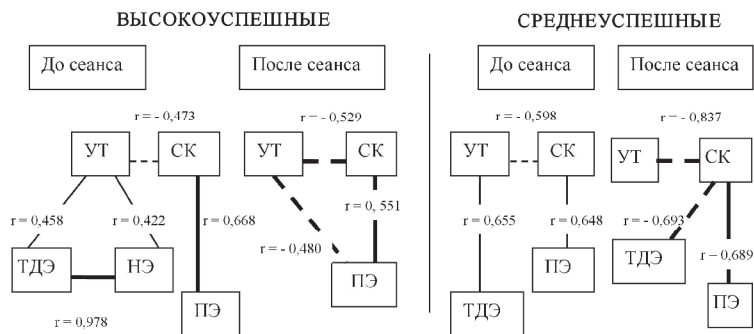 ВЫСОКОУСПЕШНЫЕ
До сеанса
После сеанса
r = - 0,473
r = - 0,529
УТ
СК
УТ
СК
r = 0,458
r = 0,422
r = 0,668
r = 0, 551
r = -0,480
ТДЭ
НЭ
ПЭ
ПЭ
r = 0,978
СРЕДНЕУСПЕШНЫЕ
До сеанса
После сеанса
r = -0,598
r = -0,837
УТ
СК
УТ
СК
r = 0,655
r = 0,648
r = -0,693
r – 0,689
ТДЭ
ПЭ
ТДЭ
ПЭ